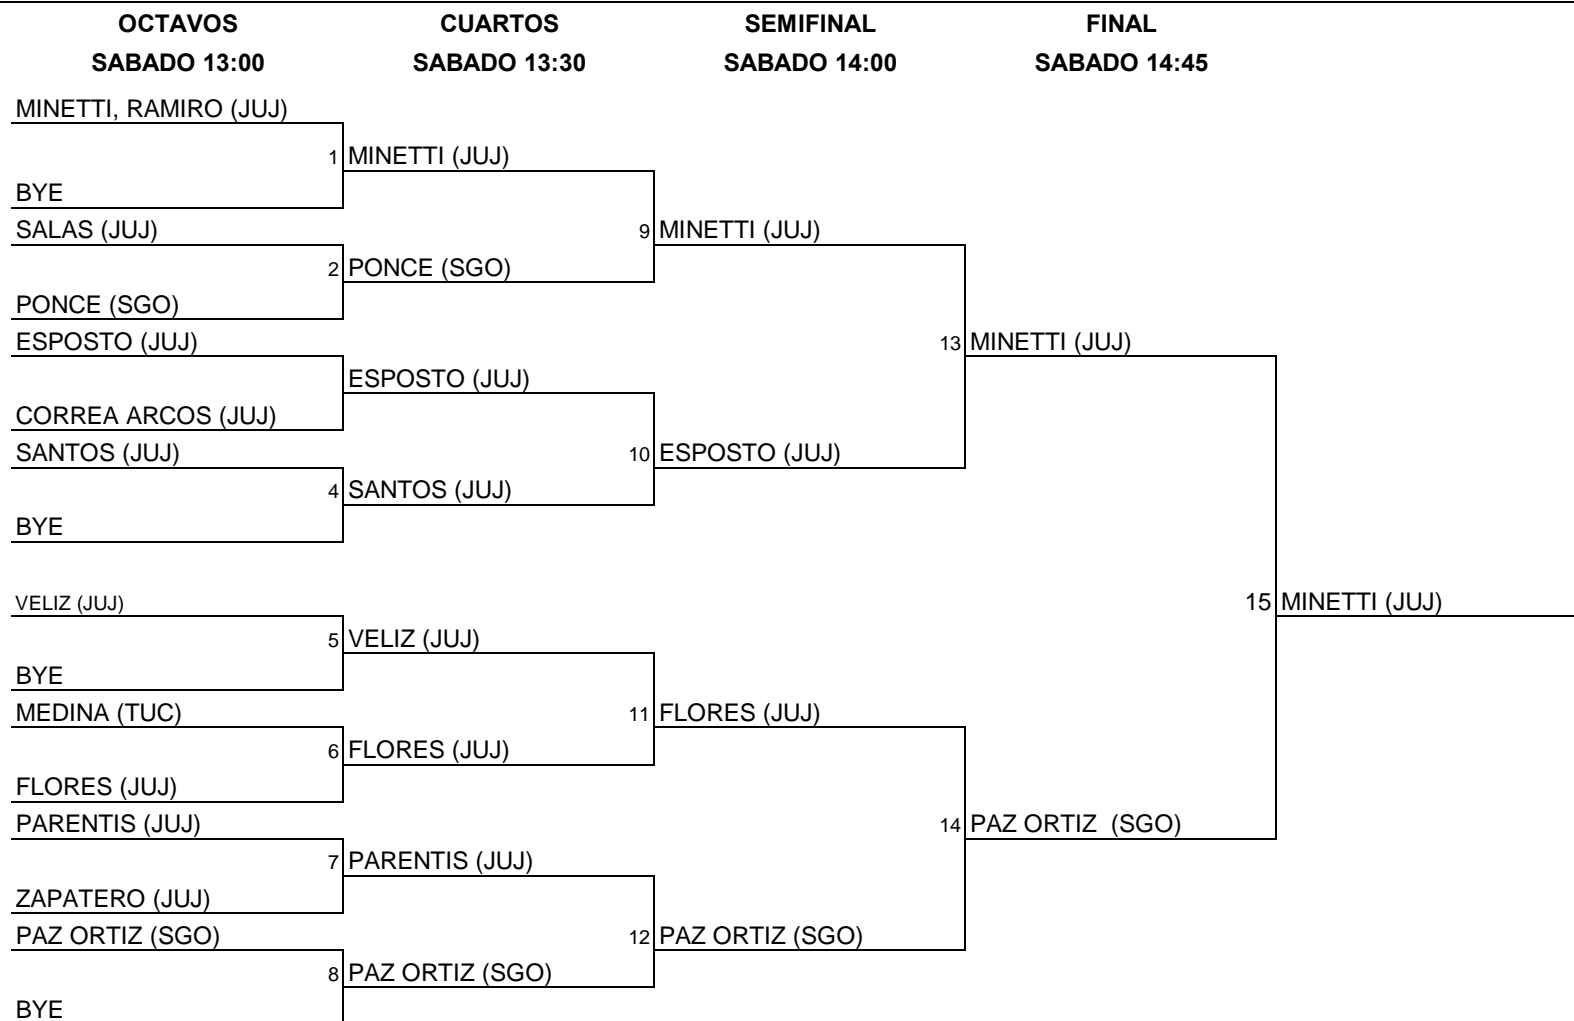 OCTAVOS CUARTOS SEMIFINAL FINAL
SABADO 13:00 SABADO 13:30 SABADO 14:00 SABADO 14:45
MINETTI, RAMIRO (JUJ)
1 MINETTI (JUJ)
BYE
SALAS (JUJ)
9 MINETTI (JUJ)
2 PONCE (SGO)
PONCE (SGO)
ESPOSTO (JUJ)
13 MINETTI (JUJ)
ESPOSTO (JUJ)
CORREA ARCOS (JUJ)
SANTOS (JUJ)
10 ESPOSTO (JUJ)
4 SANTOS (JUJ)
BYE
VELIZ (JUJ)
15 MINETTI (JUJ)
5 VELIZ (JUJ)
BYE
MEDINA (TUC)
11 FLORES (JUJ)
6 FLORES (JUJ)
FLORES (JUJ)
PARENTIS (JUJ)
14 PAZ ORTIZ (SGO)
7 PARENTIS (JUJ)
ZAPATERO (JUJ)
PAZ ORTIZ (SGO)
12 PAZ ORTIZ (SGO)
8 PAZ ORTIZ (SGO)
BYE